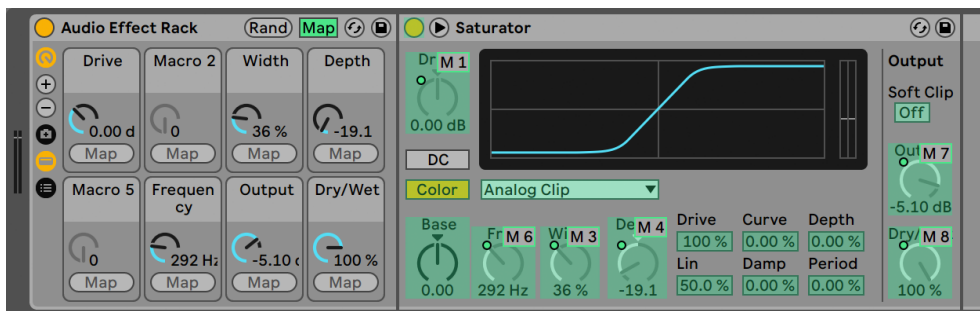 Audio Effect Rack
Rand
Map
Drive
Macro 2
Width
Depth
0.00 d
0
36 %
-19.1
Map
Map
Map
Map
Macro 5
Frequen
cy
Output
Dry/Wet
0
292 Hz
-5.10
100 %
Map
Map
Map
Map
Saturator
M 1
0.00 dB
DC
Color
Analog Clip
Base
0.00
Fr
M 6
292 Hz
Wi
M 3
36 %
De
M 4
-19.1
Drive
Curve
Depth
100 %
0.00 %
0.00 %
Lin
Damp
Period
50.0 %
0.00 %
0.00 %
Output
Soft Clip
Off
Out
M 7
-5.10 dB
Dry/
M 8
100 %